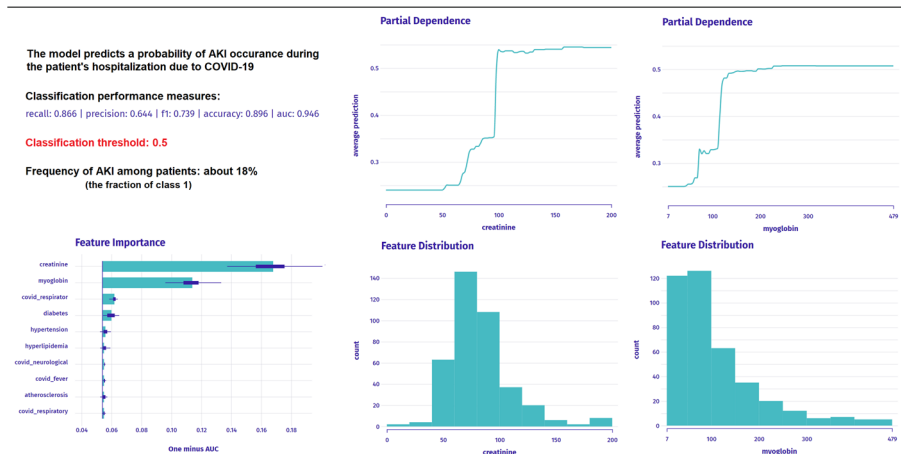 The model predicts a probability of AKI occurance during
the patient's hospitalization due to COVID-19
Classification performance measures:
recall: 0.866 | precision: 0.644 | f1: 0.739 | accuracy: 0.896 | auc: 0.946
Classification threshold: 0.5
Frequency of AKI among patients: about 18%
(the fraction of class 1)
Partial Dependence
average prediction
0.5
0.4
0.3
0
50
100
150
200
creatinine
Partial Dependence
average prediction
0.5
0.4
0.3
7
100
200
300
479
myoglobin
Feature Importance
creatinine
myoglobin
covid_respirator
diabetes
hypertension
hyperlipidemia
covid_neurological
covid_fever
atherosclerosis
covid_respiratory
0.04
0.06
0.08
0.10
0.12
0.14
0.16
0.18
One minus AUC
Feature Distribution
count
140
120
100
80
60
40
20
0
0
50
100
150
200
creatinine
Feature Distribution
count
120
100
80
60
40
20
0
7
100
200
300
479
myoglobin